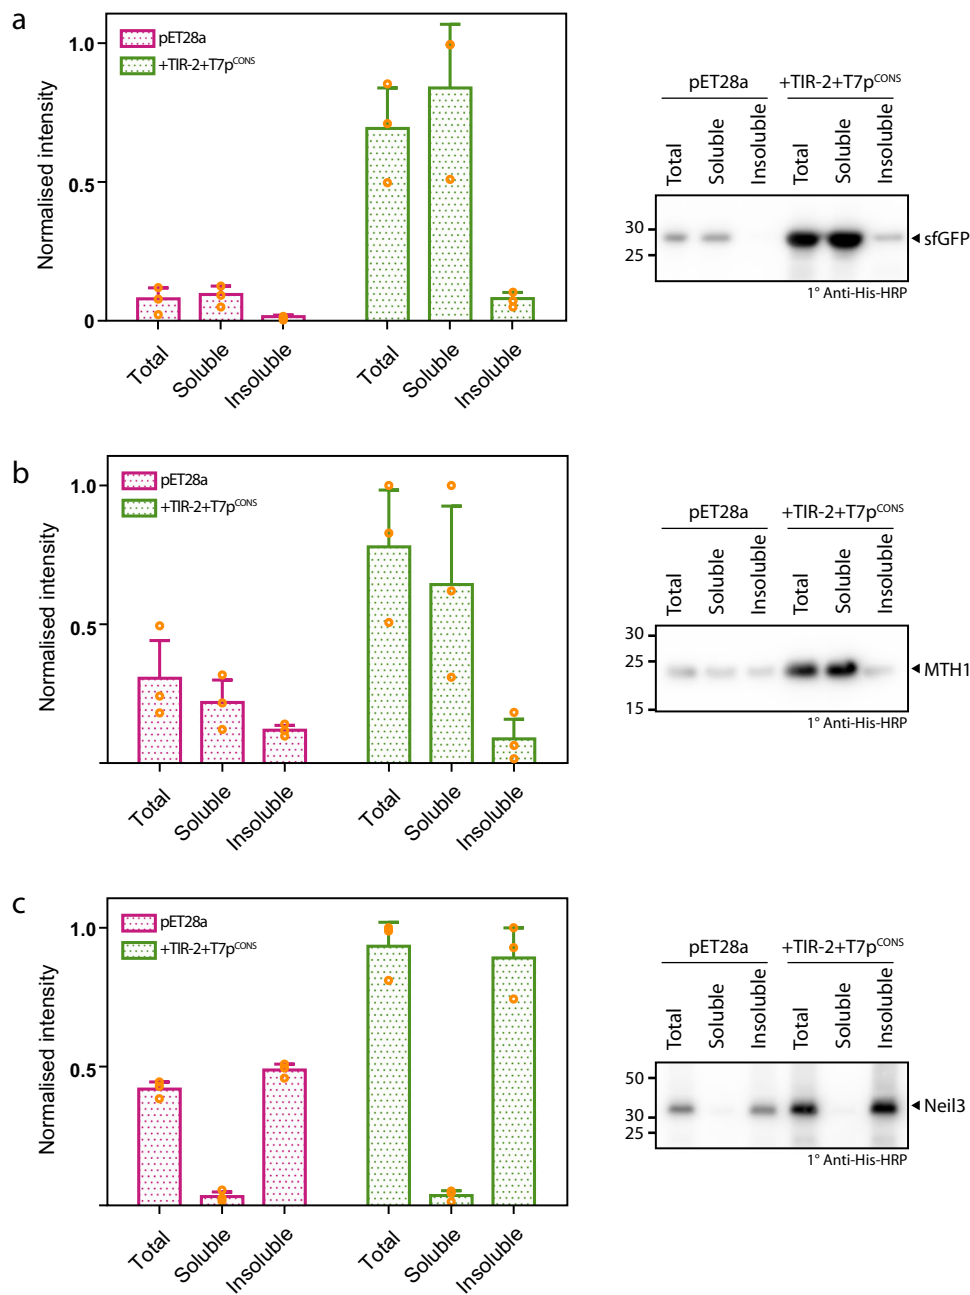 a
pET28a
+TIR-2+T7pCONS
Normalised intensity
1.0
0.5
0
Total
Soluble
Insoluble
Total
Soluble
Insoluble
pET28a
+TIR-2+T7pCONS
Total
Soluble
Insoluble
Total
Soluble
Insoluble
30
25
sfGFP
1° Anti-His-HRP
b
pET28a
+TIR-2+T7pCONS
Normalised intensity
1.0
0.5
Total
Soluble
Insoluble
Total
Soluble
Insoluble
pET28a
+TIR-2+T7pCONS
Total
Soluble
Insoluble
Total
Soluble
Insoluble
30
25
15
MTH1
1° Anti-His-HRP
c
pET28a
+TIR-2+T7pCONS
Normalised intensity
1.0
0.5
Total
Soluble
Insoluble
Total
Soluble
Insoluble
pET28a
+TIR-2+T7pCONS
Total
Soluble
Insoluble
Total
Soluble
Insoluble
50
30
25
Neil3
1° Anti-His-HRP